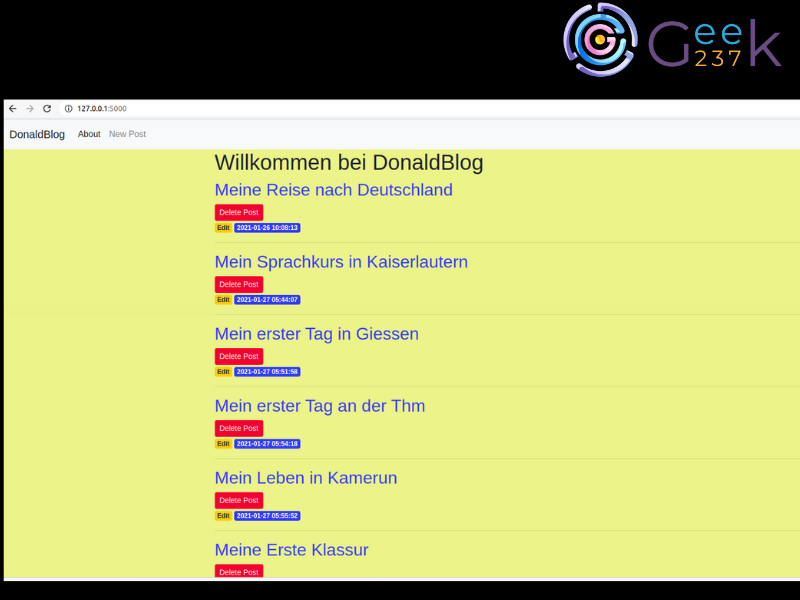 Geek
237
127.0.0.1:5000
DonaldBlog About New Post
Willkommen bei DonaldBlog
Meine Reise nach Deutschland
Delete Post
Edit 2021-01-26 10:08:13
Mein Sprachkurs in Kaiserlautern
Delete Post
Edit 2021-01-27 05:44:07
Mein erster Tag in Giessen
Delete Post
Edit 2021-01-27 05:51:58
Mein erster Tag an der Thm
Delete Post
Edit 2021-01-27 05:54:18
Mein Leben in Kamerun
Delete Post
Edit 2021-01-27 05:55:52
Meine Erste Klassur
Delete Post